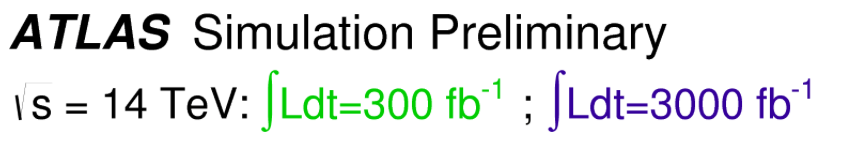 ATLAS Simulation Preliminary
√s = 14 TeV: ∫Ldt=300 fb⁻¹ ; ∫Ldt=3000 fb⁻¹